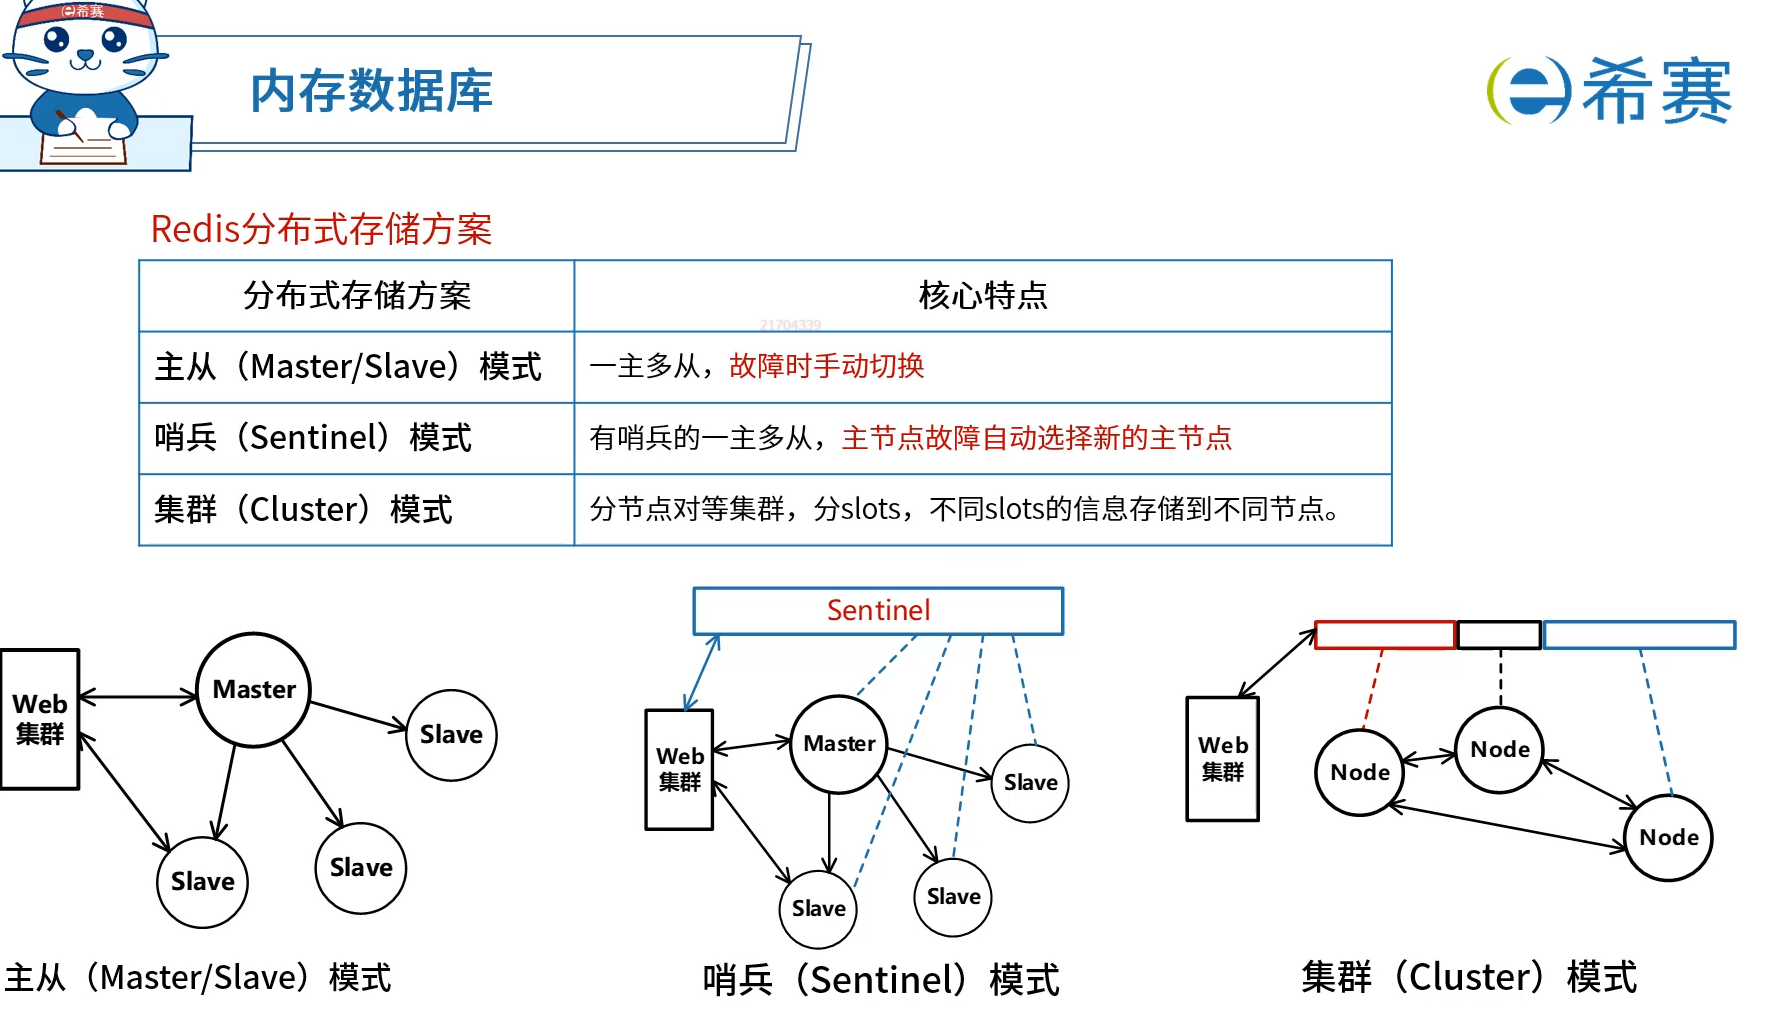 e希赛
内存数据库
e希赛
Redis分布式存储方案
分布式存储方案
核心特点
21704339
主从（Master/Slave）模式
一主多从，故障时手动切换
哨兵（Sentinel）模式
有哨兵的一主多从，主节点故障自动选择新的主节点
集群（Cluster）模式
分节点对等集群，分slots，不同slots的信息存储到不同节点。
Web
集群
Master
Slave
Slave
Slave
主从（Master/Slave）模式
Sentinel
Web
集群
Master
Slave
Slave
Slave
哨兵（Sentinel）模式
Web
集群
Node
Node
Node
集群（Cluster）模式